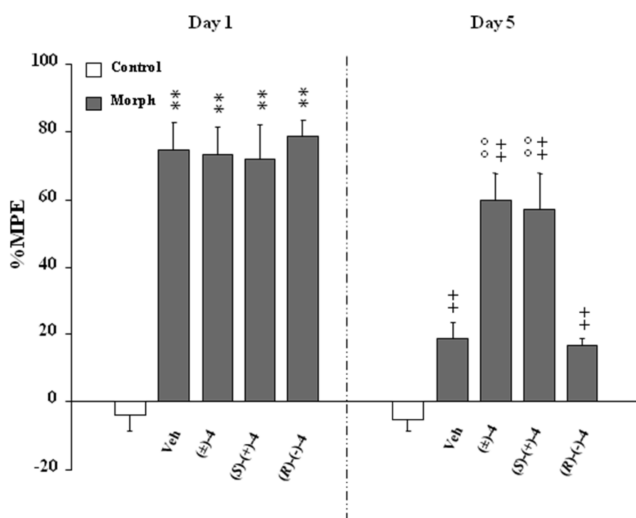 Day 1 Day 5
Control
Morph
%MPE
100
80
60
40
20
0
-20
** ** ** **
++ °° ++ °° ++ ++
Veh (±)-4 (S)-(+)-4 (R)-(-)-4 Veh (±)-4 (S)-(+)-4 (R)-(-)-4